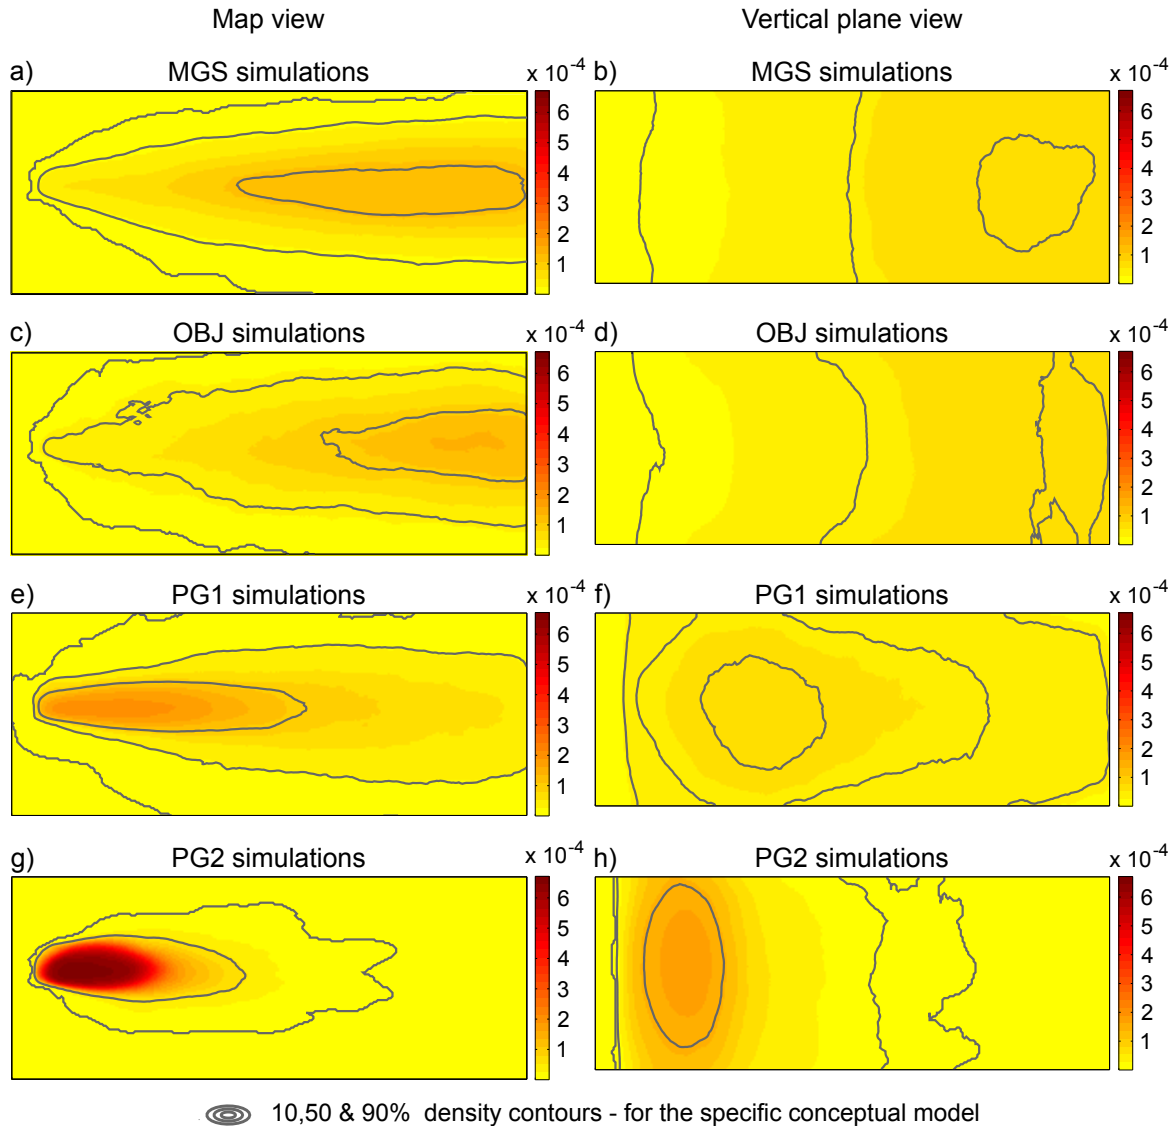 Map view
Vertical plane view
a)
MGS simulations
x 10-4
6
5
4
3
2
1
b)
MGS simulations
x 10-4
6
5
4
3
2
1
c)
OBJ simulations
x 10-4
6
5
4
3
2
1
d)
OBJ simulations
x 10-4
6
5
4
3
2
1
e)
PG1 simulations
x 10-4
6
5
4
3
2
1
f)
PG1 simulations
x 10-4
6
5
4
3
2
1
g)
PG2 simulations
x 10-4
6
5
4
3
2
1
h)
PG2 simulations
x 10-4
6
5
4
3
2
1
10,50 & 90% density contours - for the specific conceptual model